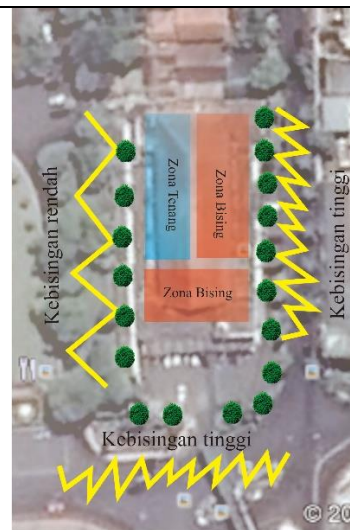 Kebisingan rendah
Zona Tenang
Zona Bising
Kebisingan tinggi
Zona Bising
Kebisingan tinggi
© 20